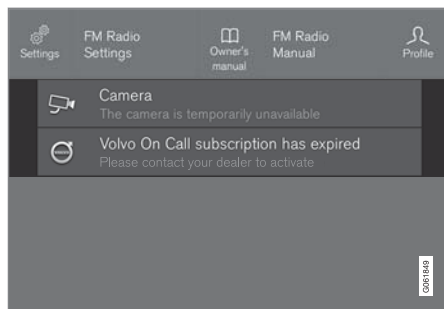 Settings
FM Radio
Settings
Owner's
manual
FM Radio
Manual
Profile
Camera
The camera is temporarily unavailable
Volvo On Call subscription has expired
Please contact your dealer to activate
G061849